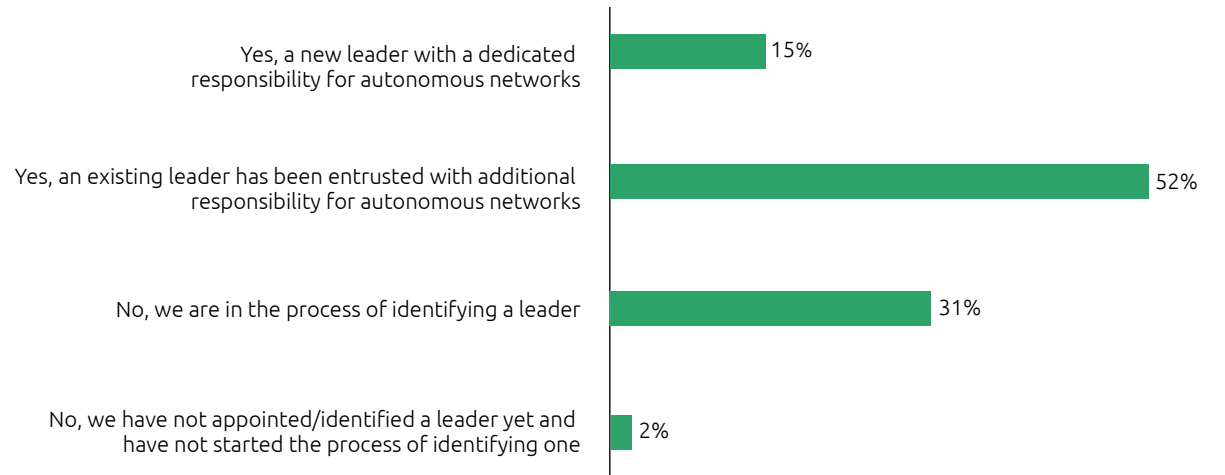 Yes, a new leader with a dedicated
responsibility for autonomous networks
15%
Yes, an existing leader has been entrusted with additional
responsibility for autonomous networks
52%
No, we are in the process of identifying a leader
31%
No, we have not appointed/identified a leader yet and
have not started the process of identifying one
2%